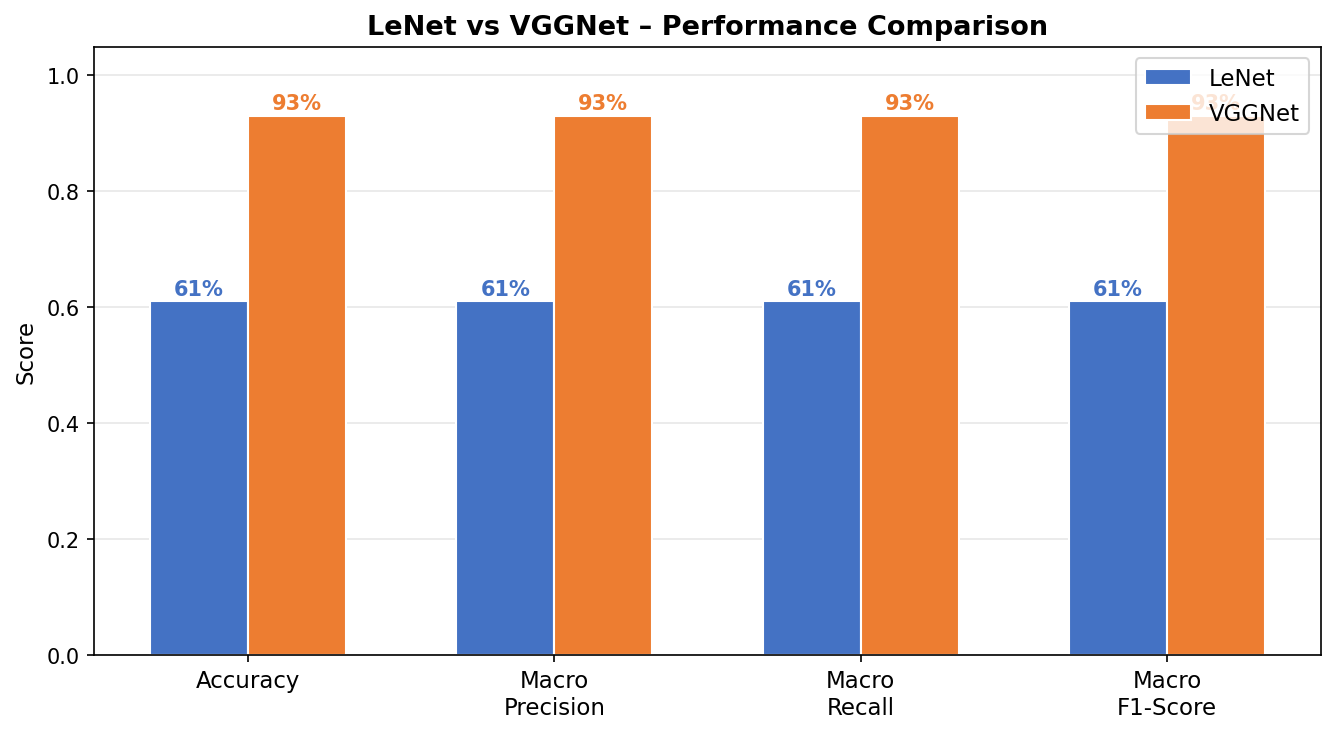 LeNet vs VGGNet – Performance Comparison
LeNet
VGGNet
Score
1.0
0.8
0.6
0.4
0.2
0.0
93%
93%
93%
93%
61%
61%
61%
61%
Accuracy
Macro
Precision
Macro
Recall
Macro
F1-Score